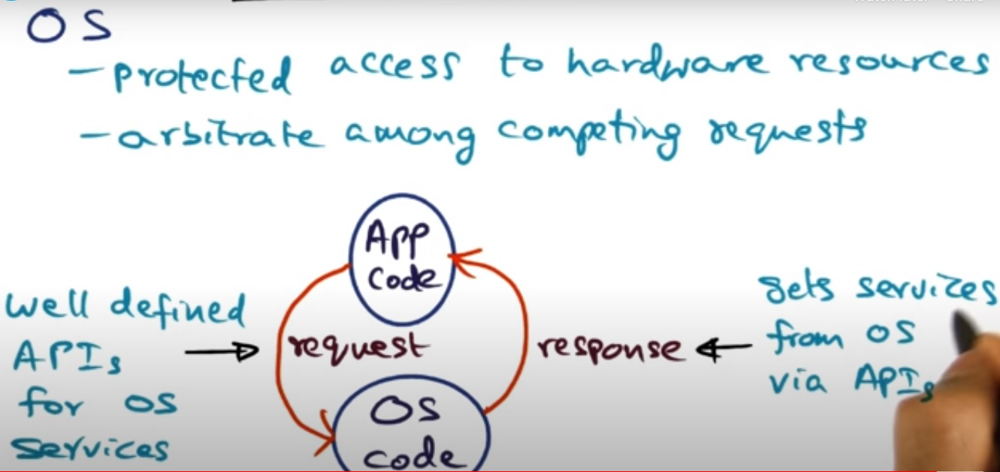 OS
- protected access to hardware resources
- arbitrate among competing requests
App
Code
well defined
APIs
for OS
services
request
response
gets services
from OS
via APIs
OS
code